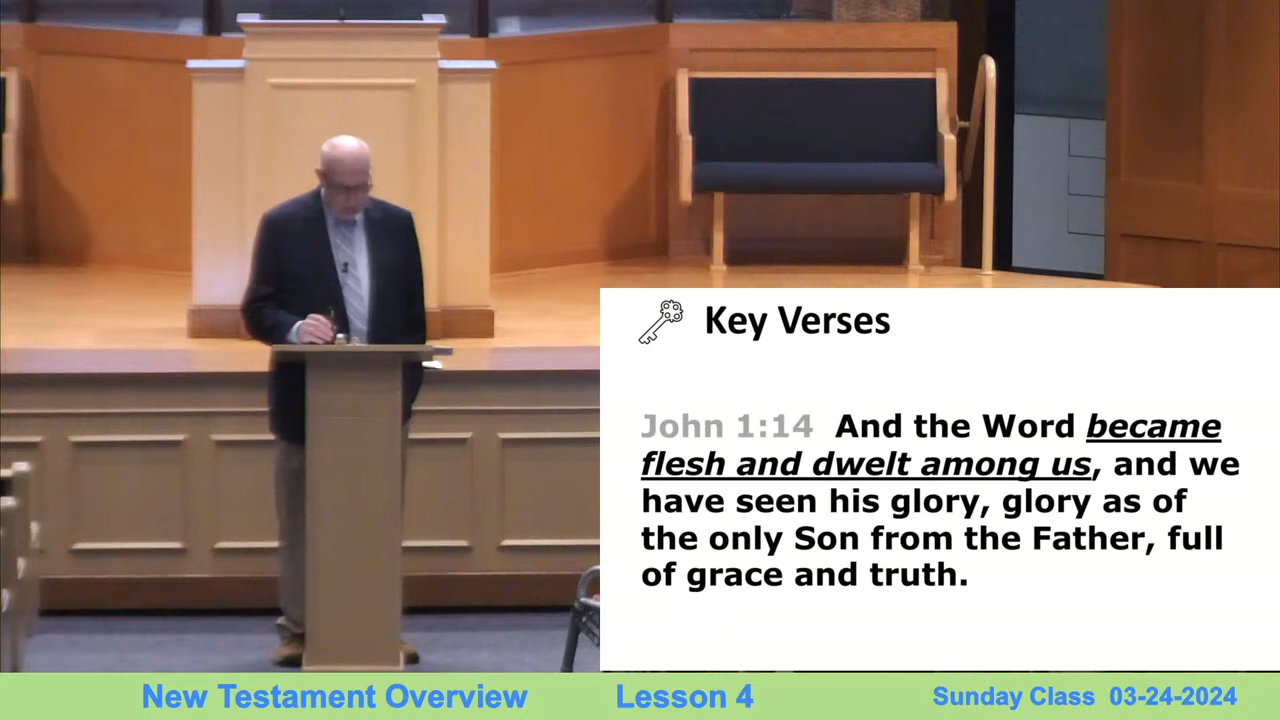 Key Verses
John 1:14 And the Word became
flesh and dwelt among us, and we
have seen his glory, glory as of
the only Son from the Father, full
of grace and truth.
New Testament Overview Lesson 4 Sunday Class 03-24-2024